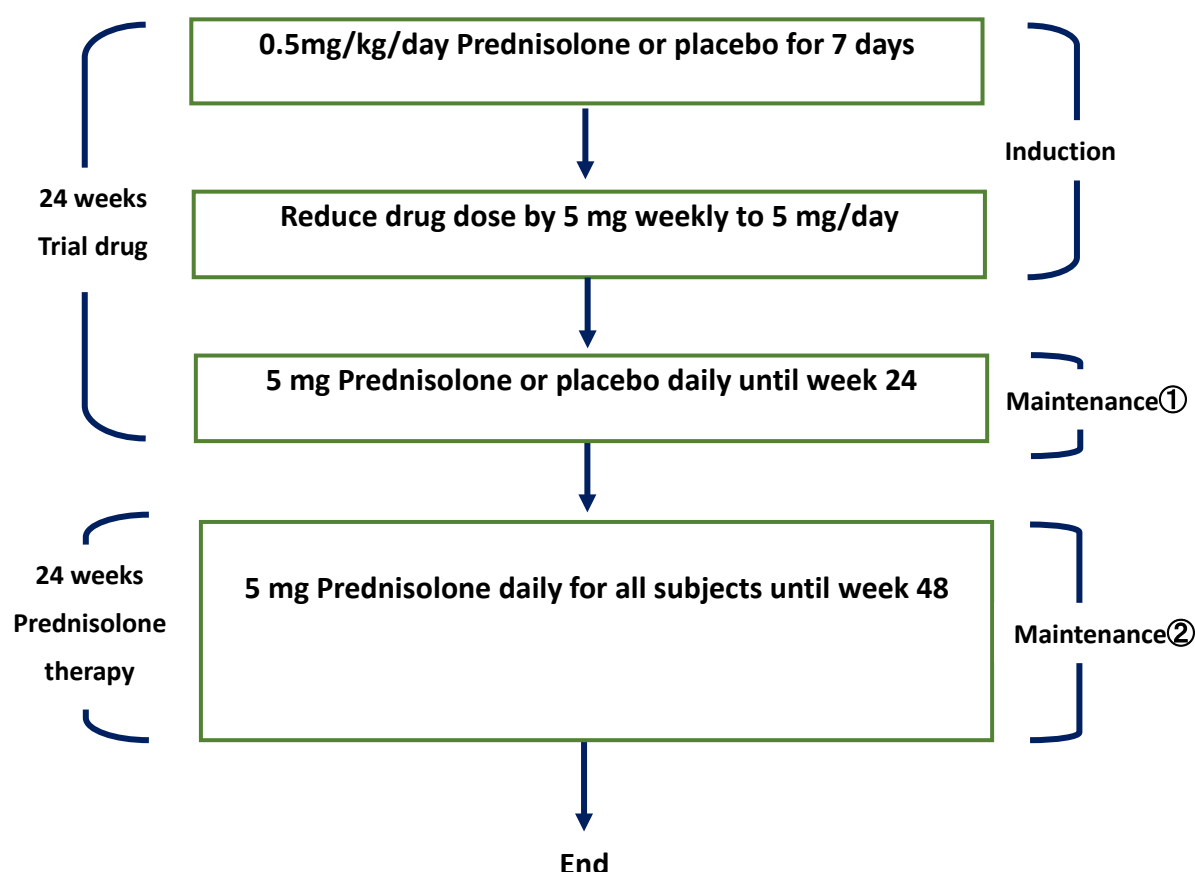 0.5mg/kg/day Prednisolone or placebo for 7 days
Induction
24 weeks
Trial drug
Reduce drug dose by 5 mg weekly to 5 mg/day
5 mg Prednisolone or placebo daily until week 24
Maintenance①
24 weeks
Prednisolone
therapy
5 mg Prednisolone daily for all subjects until week 48
Maintenance②
End